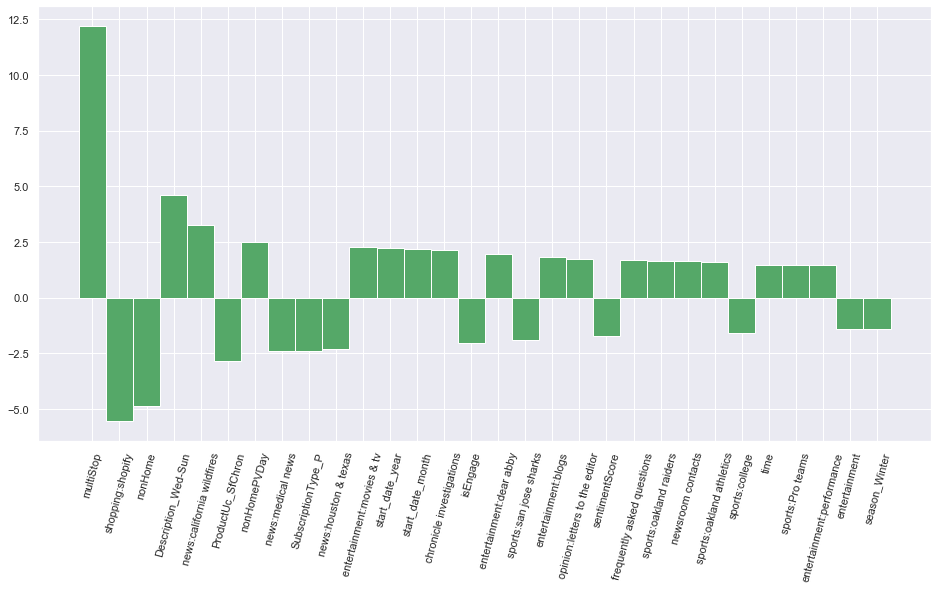 12.5
10.0
7.5
5.0
2.5
0.0
−2.5
−5.0
multiStop
shopping:shopify
nonHome
Description_Wed-Sun
news:california wildfires
ProductUc_SfChron
nonHomePVDay
news:medical news
SubscriptionType_P
news:houston & texas
entertainment:movies & tv
start_date_year
start_date_month
chronicle investigations
isEngage
entertainment:dear abby
sports:san jose sharks
entertainment:blogs
opinion:letters to the editor
sentimentScore
frequently asked questions
sports:oakland raiders
newsroom contacts
sports:oakland athletics
sports:college
time
sports:Pro teams
entertainment:performance
entertainment
season_Winter